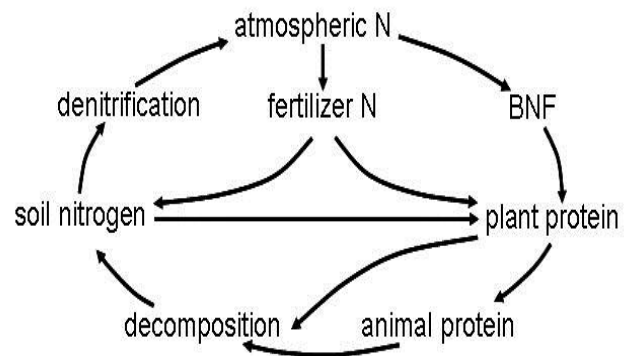 atmospheric N
denitrification
fertilizer N
BNF
soil nitrogen
plant protein
decomposition
animal protein